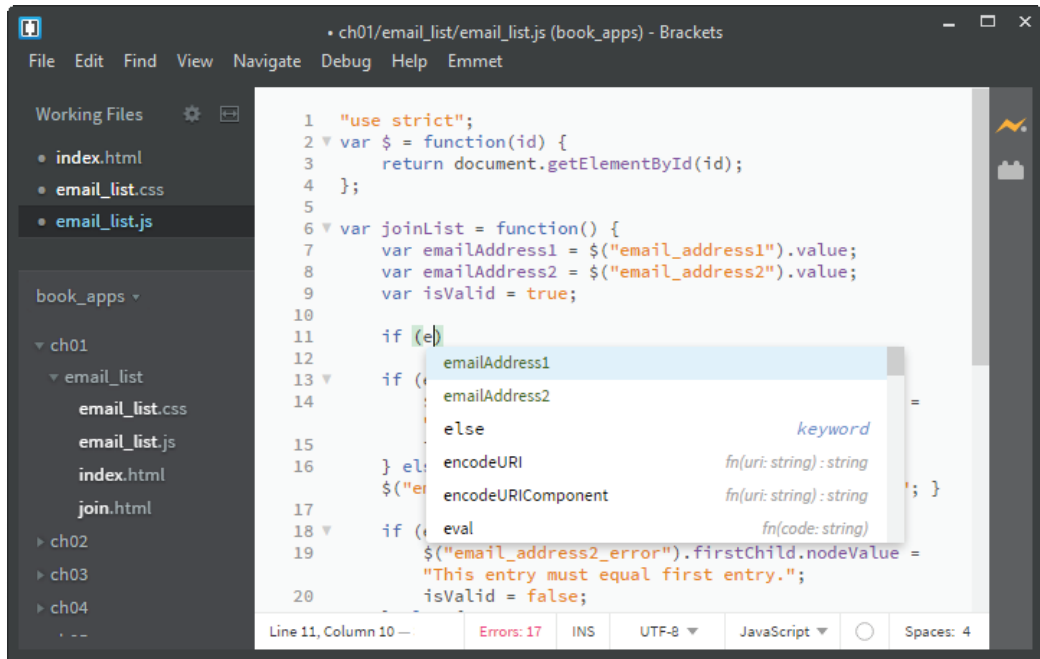 • ch01/email_list/email_list.js (book_apps) - Brackets
File Edit Find View Navigate Debug Help Emmet
Working Files
index.html
email_list.css
email_list.js
book_apps
ch01
email_list
email_list.css
email_list.js
index.html
join.html
ch02
ch03
ch04
1 "use strict";
2 var $ = function(id) {
3 return document.getElementById(id);
4 };
5
6 var joinList = function() {
7 var emailAddress1 = $("email_address1").value;
8 var emailAddress2 = $("email_address2").value;
9 var isValid = true;
10
11 if (e)
12
13 if (
14 =
15
16 } els
$("em "; }
17
18 if (
19 $("email_address2_error").firstChild.nodeValue =
"This entry must equal first entry.";
20 isValid = false;
emailAddress1
emailAddress2
else keyword
encodeURI fn(uri: string) : string
encodeURIComponent fn(uri: string) : string
eval fn(code: string)
Line 11, Column 10 — Errors: 17 INS UTF-8 JavaScript Spaces: 4